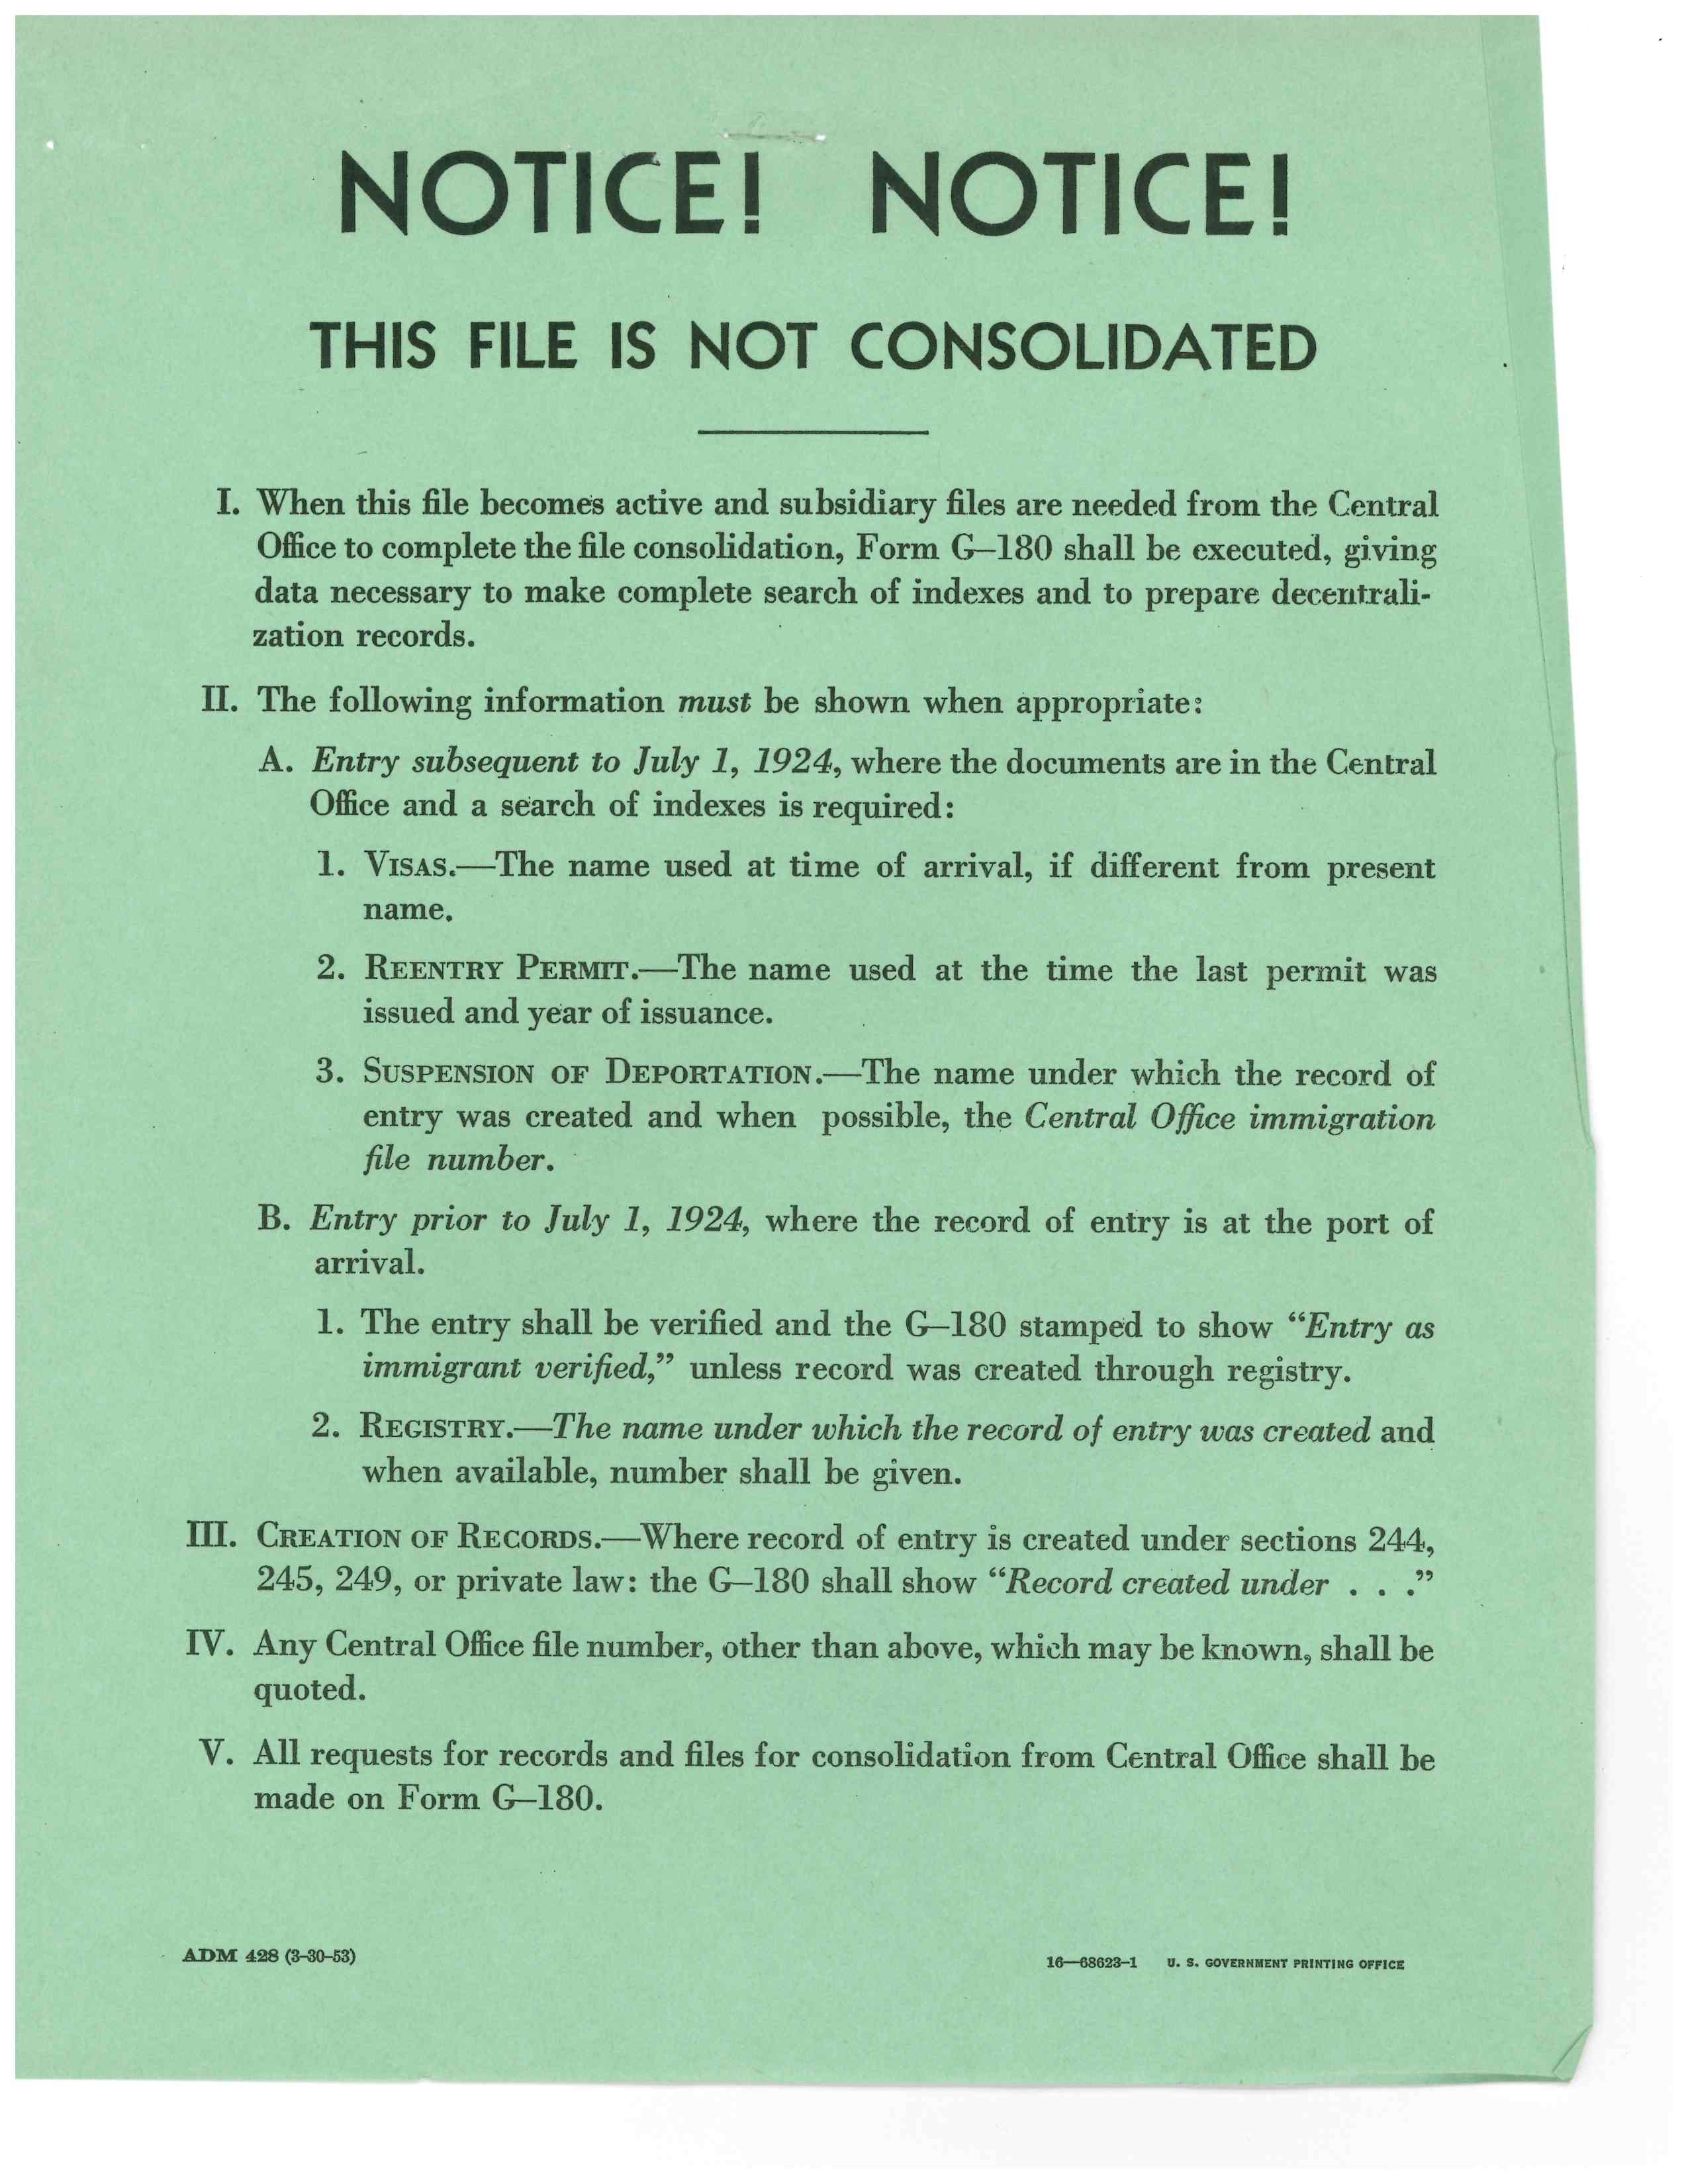 NOTICE! NOTICE!
THIS FILE IS NOT CONSOLIDATED
I. When this file becomes active and subsidiary files are needed from the Central
Office to complete the file consolidation, Form G–180 shall be executed, giving
data necessary to make complete search of indexes and to prepare decentrali-
zation records.
II. The following information must be shown when appropriate:
A. Entry subsequent to July 1, 1924, where the documents are in the Central
Office and a search of indexes is required:
1. VISAS.—The name used at time of arrival, if different from present
name.
2. REENTRY PERMIT.—The name used at the time the last permit was
issued and year of issuance.
3. SUSPENSION OF DEPORTATION.—The name under which the record of
entry was created and when possible, the Central Office immigration
file number.
B. Entry prior to July 1, 1924, where the record of entry is at the port of
arrival.
1. The entry shall be verified and the G–180 stamped to show “Entry as
immigrant verified,” unless record was created through registry.
2. REGISTRY.—The name under which the record of entry was created and
when available, number shall be given.
III. CREATION OF RECORDS.—Where record of entry is created under sections 244,
245, 249, or private law: the G–180 shall show “Record created under . . .”
IV. Any Central Office file number, other than above, which may be known, shall be
quoted.
V. All requests for records and files for consolidation from Central Office shall be
made on Form G–180.
ADM 428 (3–30–53)
16—68623–1 U. S. GOVERNMENT PRINTING OFFICE